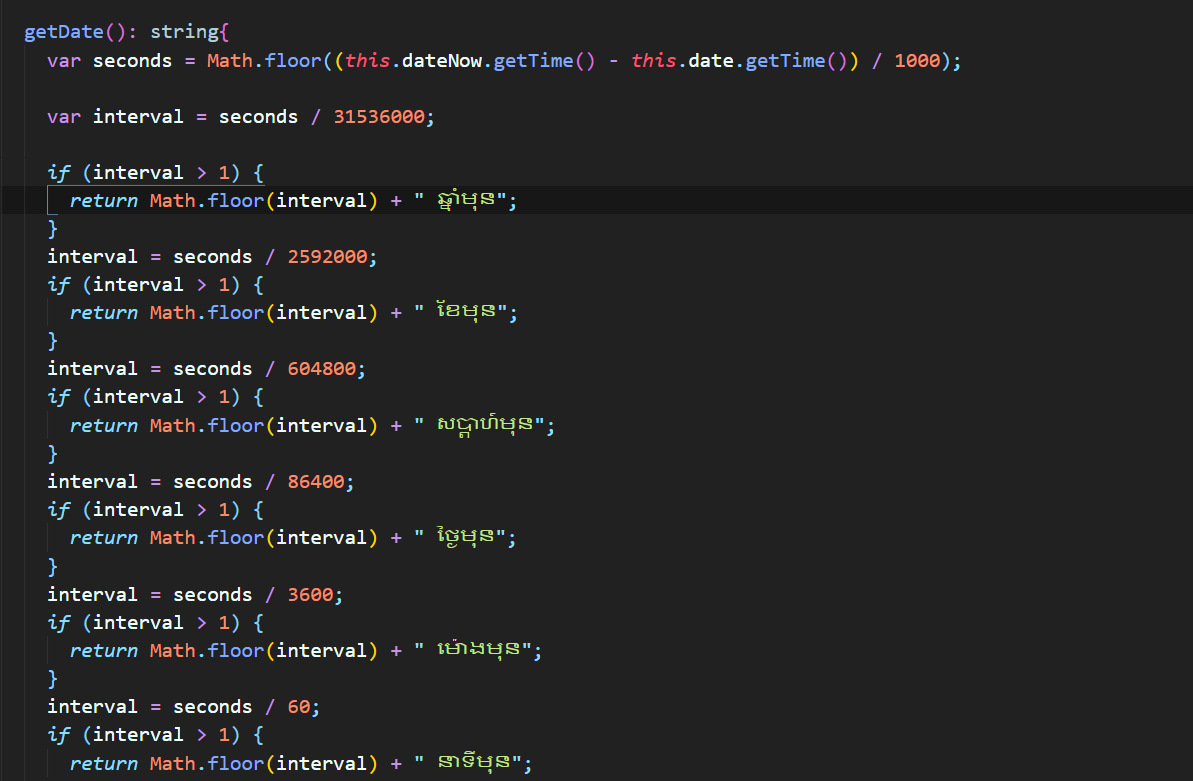 getDate(): string{
var seconds = Math.floor((this.dateNow.getTime() - this.date.getTime()) / 1000);
var interval = seconds / 31536000;
if (interval > 1) {
return Math.floor(interval) + " ឆ្នាំមុន";
}
interval = seconds / 2592000;
if (interval > 1) {
return Math.floor(interval) + " ខែមុន";
}
interval = seconds / 604800;
if (interval > 1) {
return Math.floor(interval) + " សប្តាហ៍មុន";
}
interval = seconds / 86400;
if (interval > 1) {
return Math.floor(interval) + " ថ្ងៃមុន";
}
interval = seconds / 3600;
if (interval > 1) {
return Math.floor(interval) + " ម៉ោងមុន";
}
interval = seconds / 60;
if (interval > 1) {
return Math.floor(interval) + " នាទីមុន";